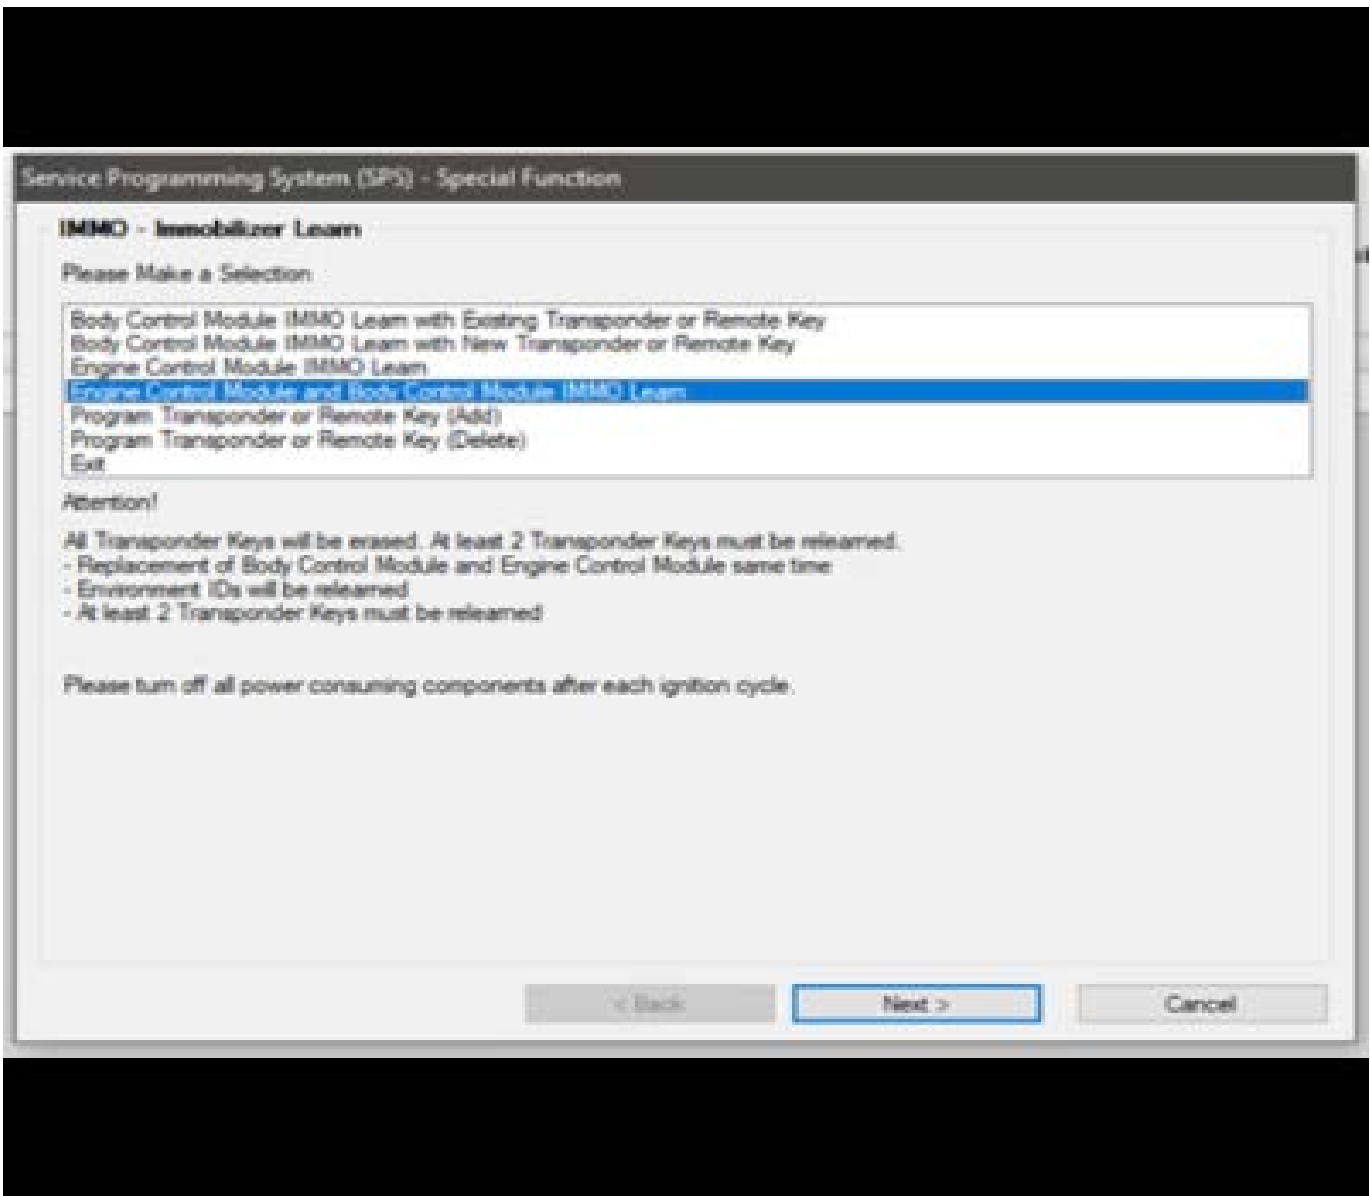 Service Programming System (SPS) - Special Function
IMMO - Immobilizer Learn
Please Make a Selection
Body Control Module IMMO Learn with Existing Transponder or Remote Key
Body Control Module IMMO Learn with New Transponder or Remote Key
Engine Control Module IMMO Learn
Engine Control Module and Body Control Module IMMO Learn
Program Transponder or Remote Key (Add)
Program Transponder or Remote Key (Delete)
Exit
Attention!
All Transponder Keys will be erased. At least 2 Transponder Keys must be relearned.
- Replacement of Body Control Module and Engine Control Module same time
- Environment IDs will be relearned
- At least 2 Transponder Keys must be relearned
Please turn off all power consuming components after each ignition cycle.
< Back
Next >
Cancel